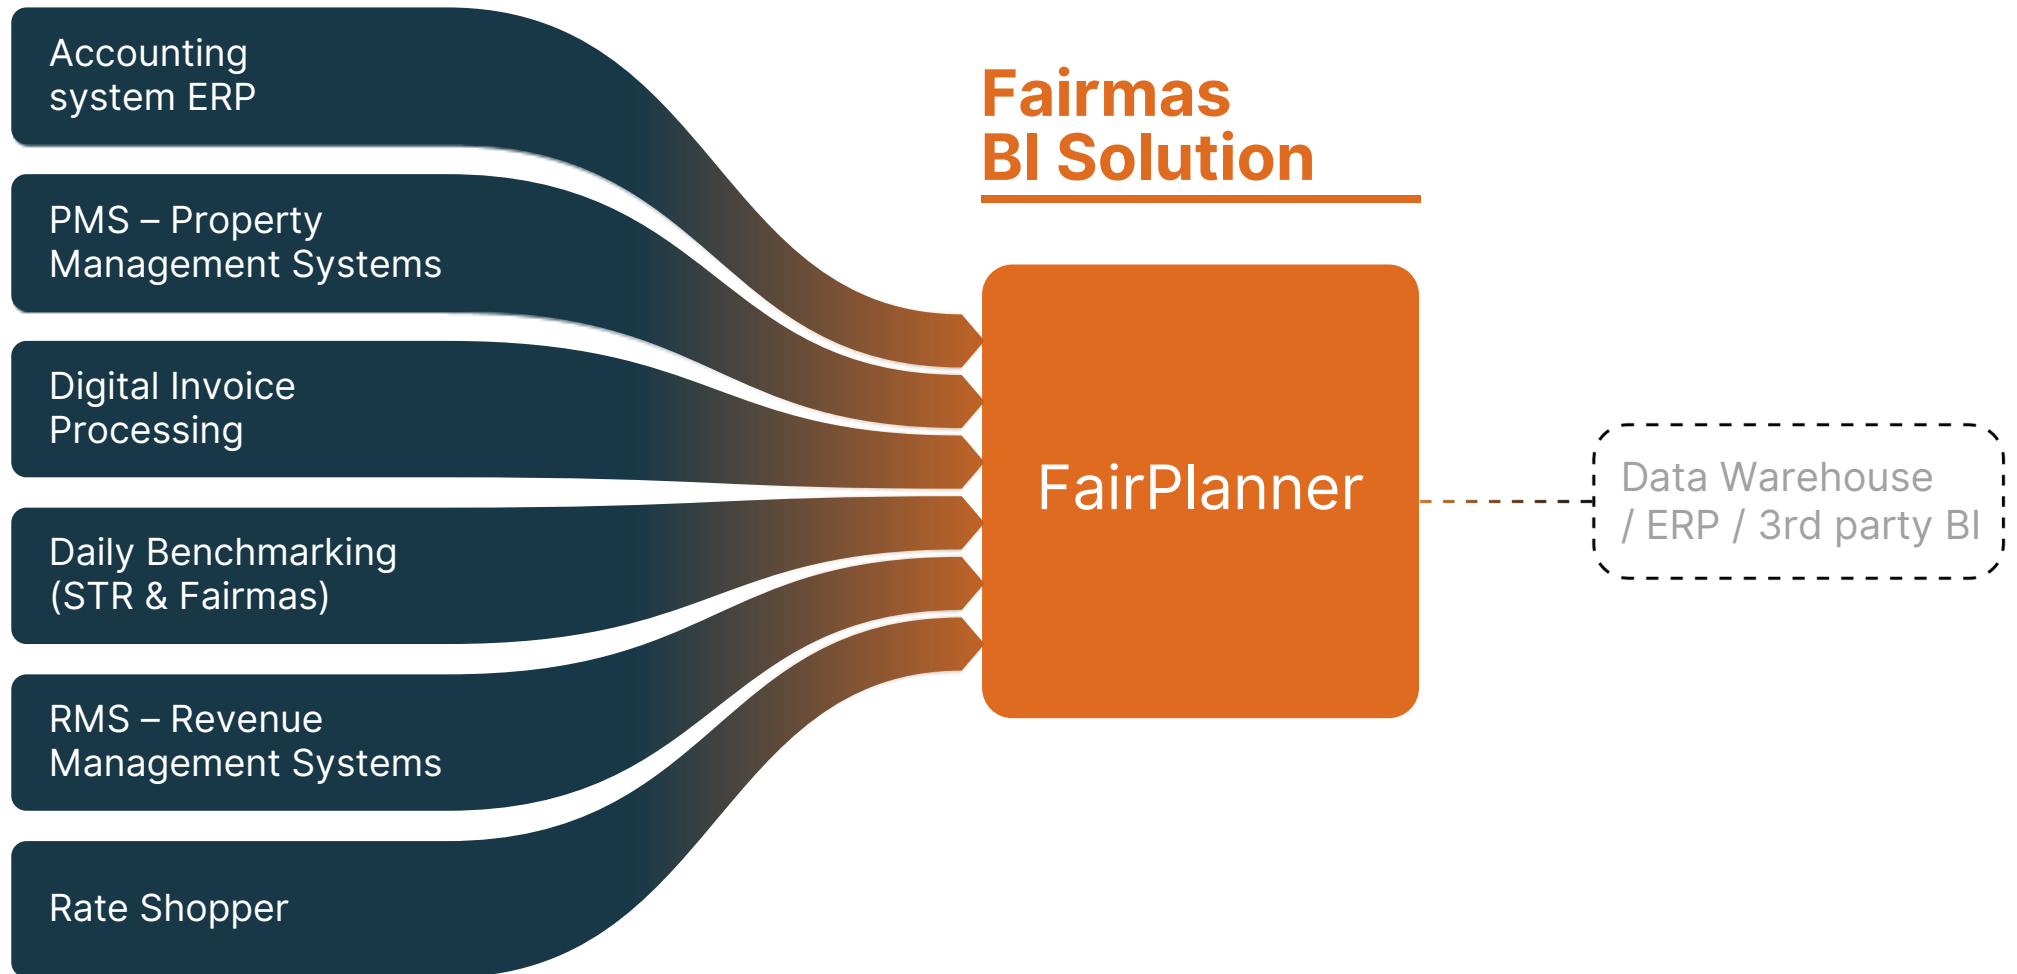 Accounting
system ERP
PMS – Property
Management Systems
Digital Invoice
Processing
Daily Benchmarking
(STR & Fairmas)
RMS – Revenue
Management Systems
Rate Shopper
Fairmas
BI Solution
FairPlanner
Data Warehouse
/ ERP / 3rd party BI